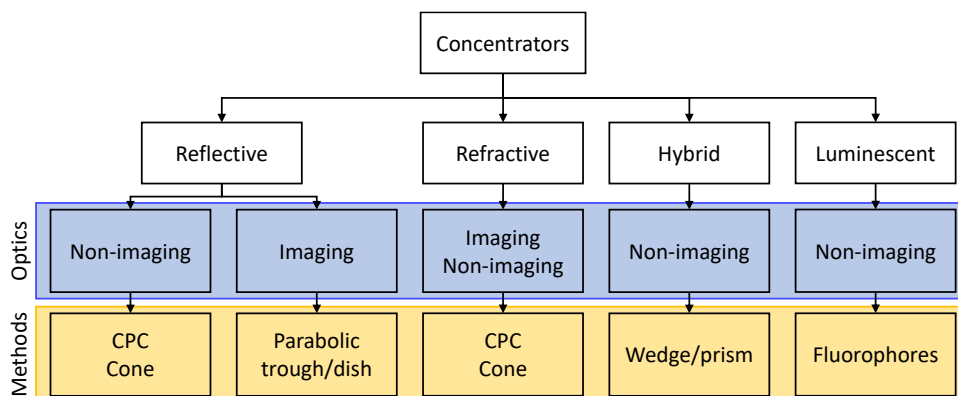 Concentrators
Reflective
Refractive
Hybrid
Luminescent
Optics
Non-imaging
Imaging
Imaging
Non-imaging
Non-imaging
Non-imaging
Methods
CPC
Cone
Parabolic
trough/dish
CPC
Cone
Wedge/prism
Fluorophores